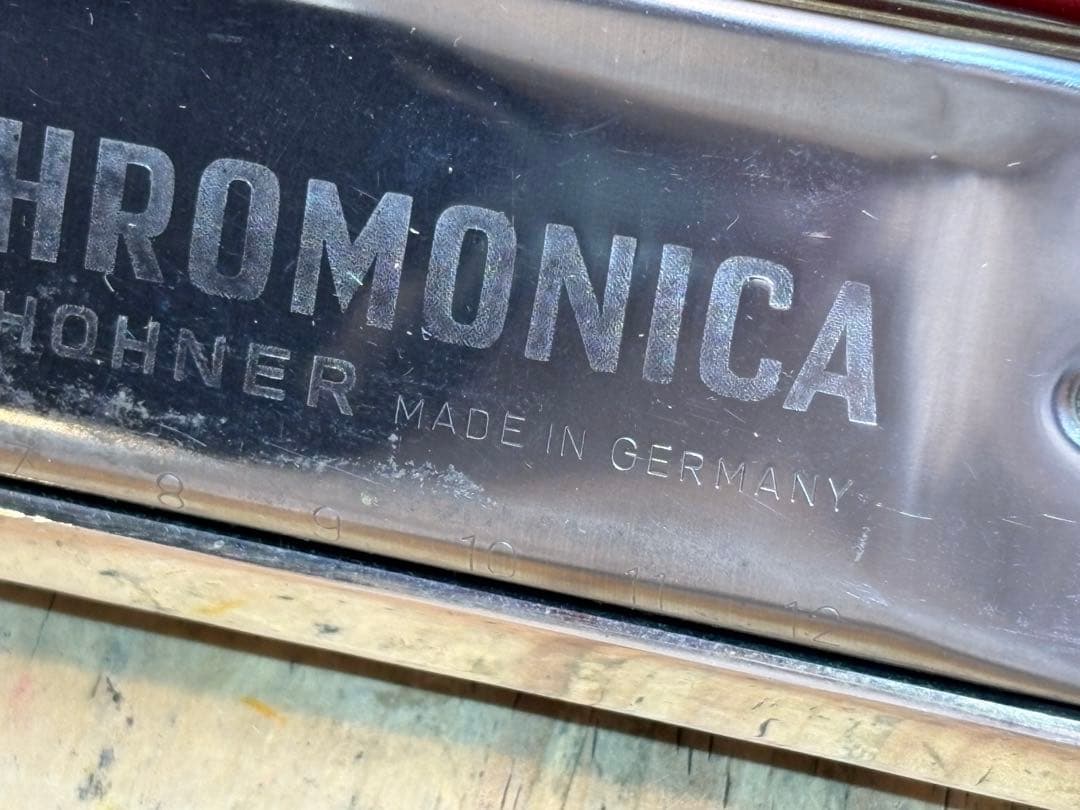 HROMONICA
HOHNER MADE IN GERMANY
7 8 9 10 11 12